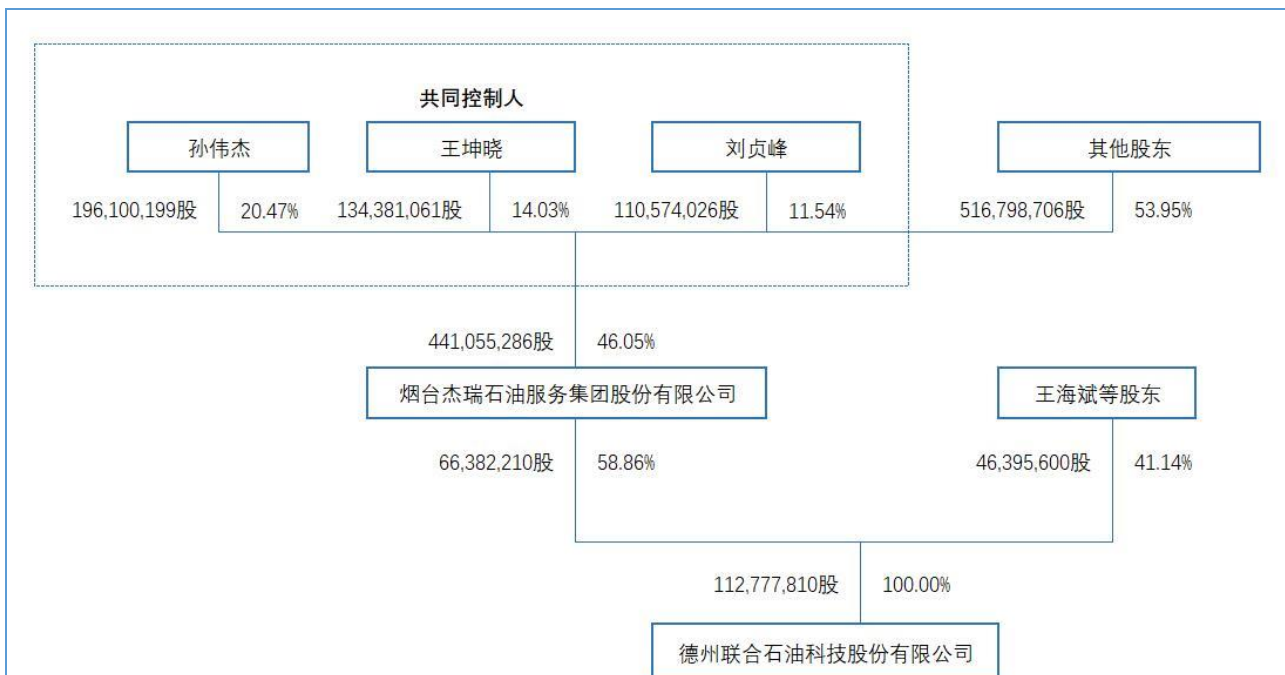 共同控制人
孙伟杰
王坤晓
刘贞峰
其他股东
196,100,199股 20.47% 134,381,061股 14.03% 110,574,026股 11.54% 516,798,706股 53.95%
441,055,286股 46.05%
烟台杰瑞石油服务集团股份有限公司
王海斌等股东
66,382,210股 58.86% 46,395,600股 41.14%
112,777,810股 100.00%
德州联合石油科技股份有限公司